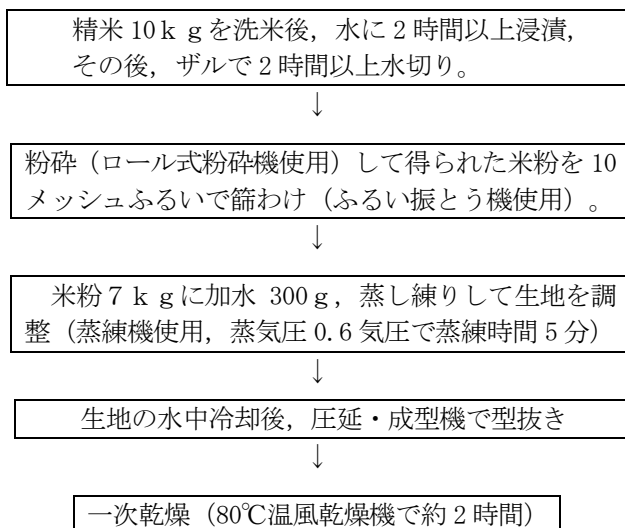 精米 10ｋｇを洗米後，水に 2 時間以上浸漬，
その後，ザルで 2 時間以上水切り。
↓
粉砕（ロール式粉砕機使用）して得られた米粉を 10
メッシュふるいで篩わけ（ふるい振とう機使用）。
↓
米粉７ｋｇに加水 300ｇ，蒸し練りして生地を調
整（蒸練機使用，蒸気圧 0.6 気圧で蒸練時間 5 分）
↓
生地の水中冷却後，圧延・成型機で型抜き
↓
一次乾燥（80℃温風乾燥機で約 2 時間）